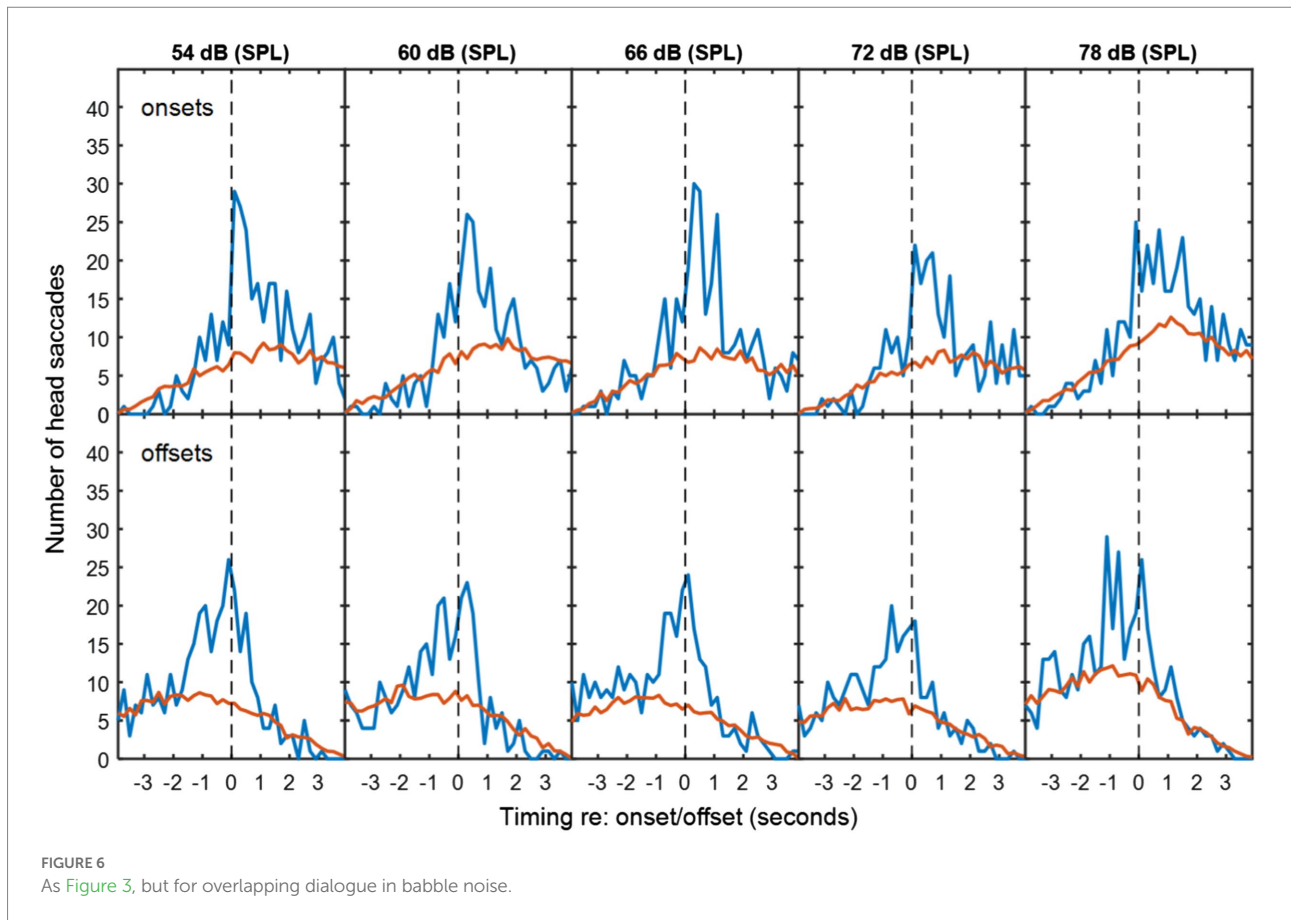 54 dB (SPL) 60 dB (SPL) 66 dB (SPL) 72 dB (SPL) 78 dB (SPL)
onsets
40
35
30
25
20
15
10
5
0
offsets
40
35
30
25
20
15
10
5
0
Number of head saccades
-3 -2 -1 0 1 2 3 -3 -2 -1 0 1 2 3 -3 -2 -1 0 1 2 3 -3 -2 -1 0 1 2 3 -3 -2 -1 0 1 2 3
Timing re: onset/offset (seconds)
FIGURE 6
As Figure 3, but for overlapping dialogue in babble noise.